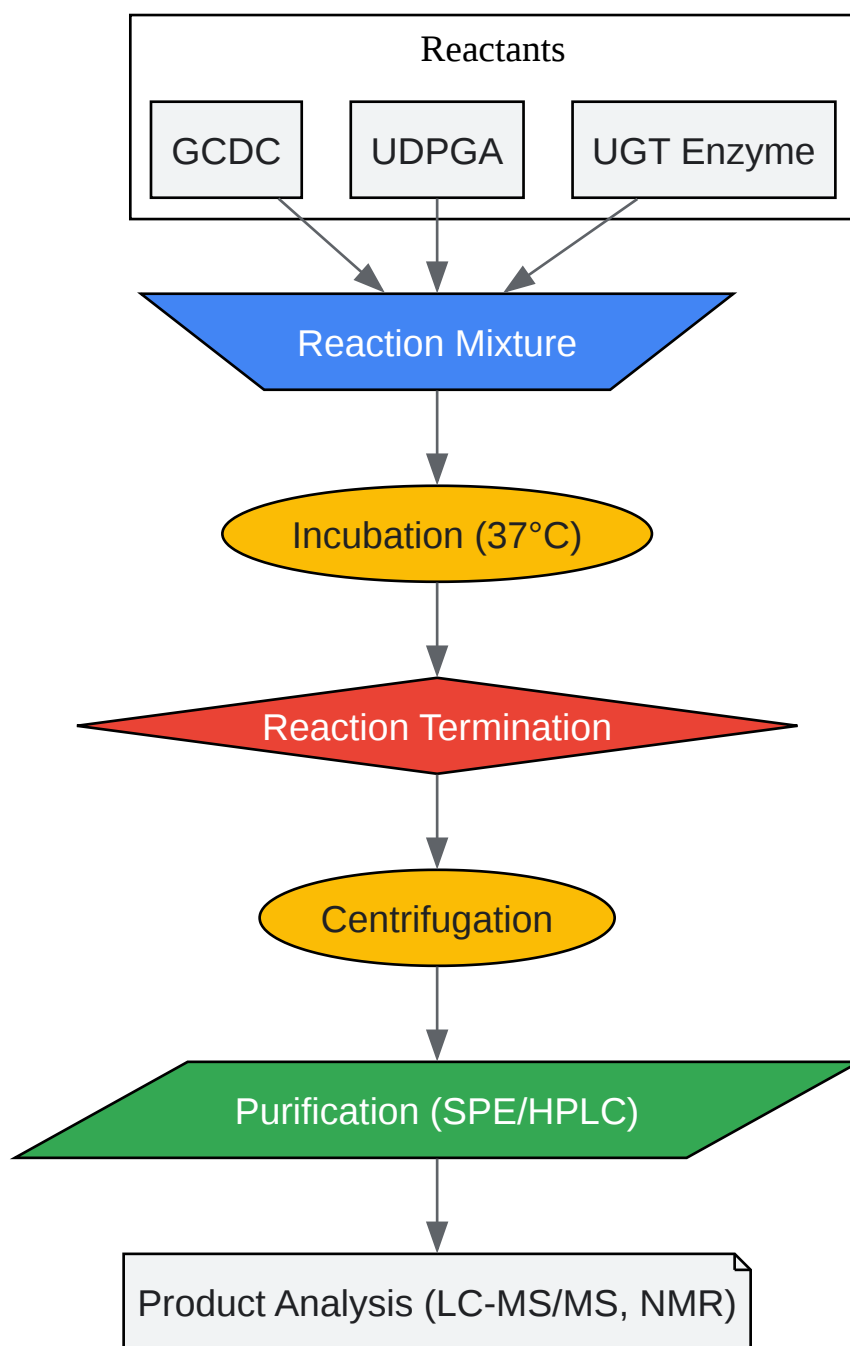 Reactants
GCDC
UDPGA
UGT Enzyme
Reaction Mixture
Incubation (37°C)
Reaction Termination
Centrifugation
Purification (SPE/HPLC)
Product Analysis (LC-MS/MS, NMR)